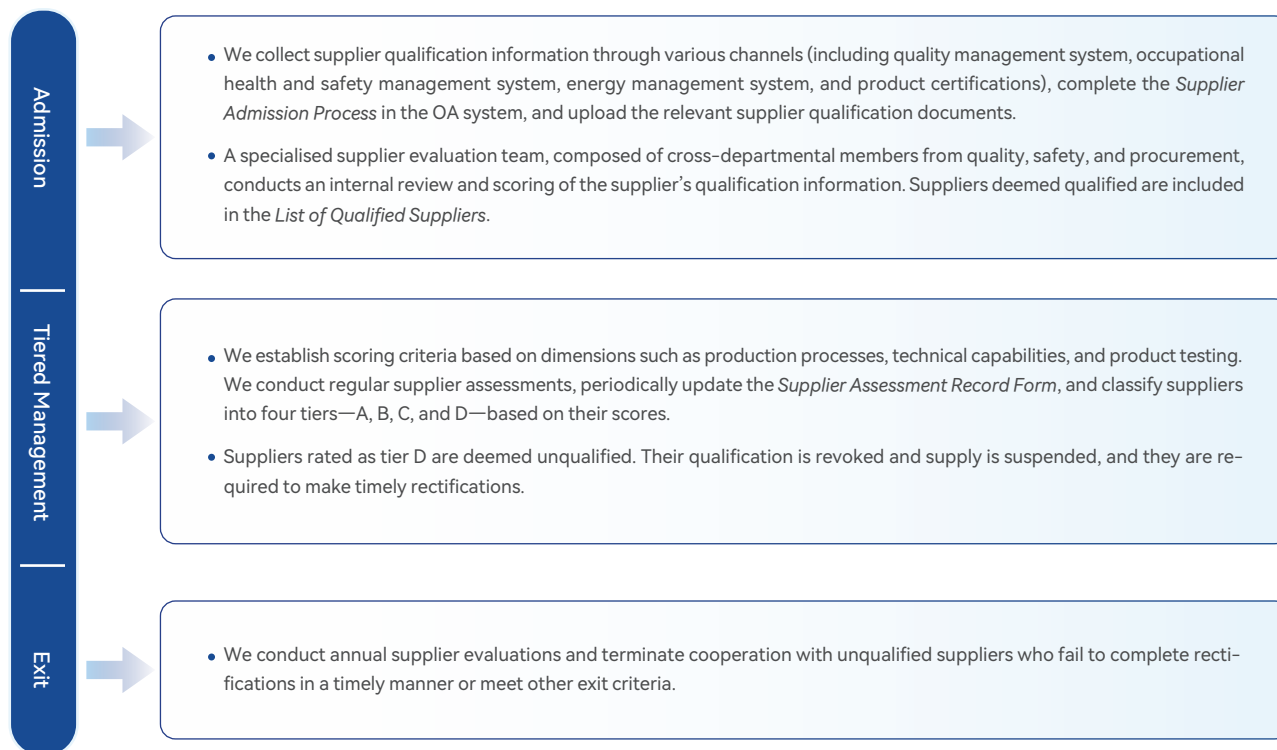 Admission
• We collect supplier qualification information through various channels (including quality management system, occupational
health and safety management system, energy management system, and product certifications), complete the Supplier
Admission Process in the OA system, and upload the relevant supplier qualification documents.
• A specialised supplier evaluation team, composed of cross-departmental members from quality, safety, and procurement,
conducts an internal review and scoring of the supplier's qualification information. Suppliers deemed qualified are included
in the List of Qualified Suppliers.
Tiered Management
• We establish scoring criteria based on dimensions such as production processes, technical capabilities, and product testing.
We conduct regular supplier assessments, periodically update the Supplier Assessment Record Form, and classify suppliers
into four tiers—A, B, C, and D—based on their scores.
• Suppliers rated as tier D are deemed unqualified. Their qualification is revoked and supply is suspended, and they are re-
quired to make timely rectifications.
Exit
• We conduct annual supplier evaluations and terminate cooperation with unqualified suppliers who fail to complete recti-
fications in a timely manner or meet other exit criteria.